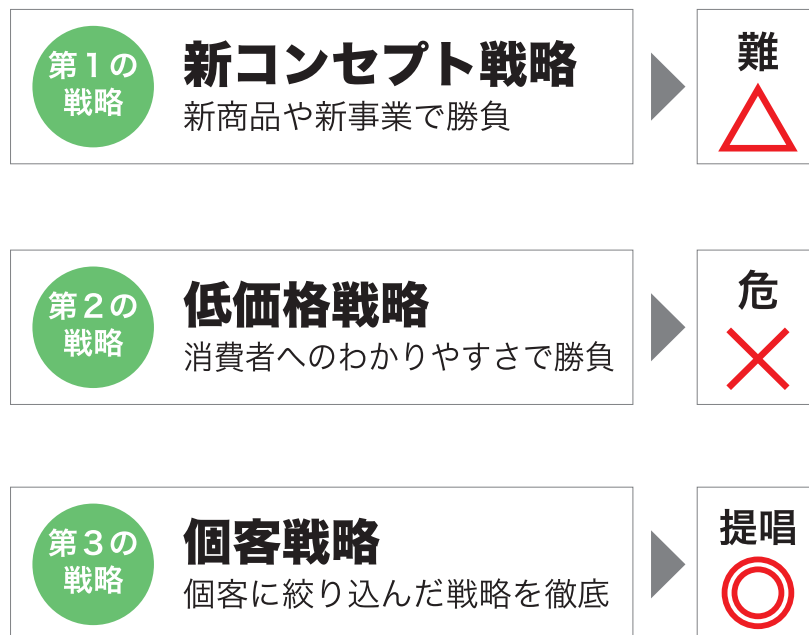 第１の
戦略
新コンセプト戦略
新商品や新事業で勝負
難
第２の
戦略
低価格戦略
消費者へのわかりやすさで勝負
危
第３の
戦略
個客戦略
個客に絞り込んだ戦略を徹底
提唱